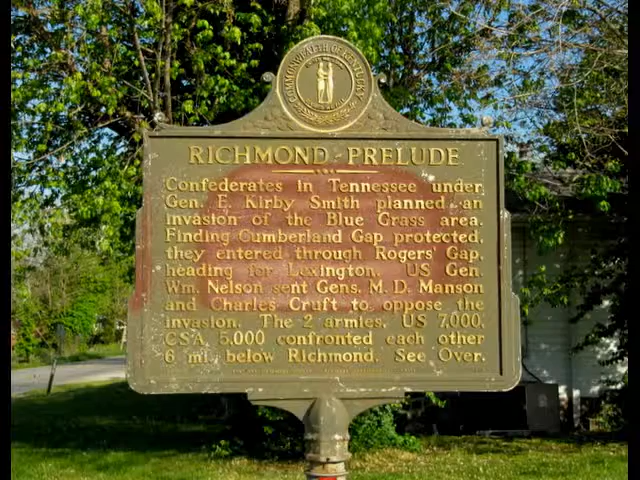 COMMONWEALTH OF KENTUCKY
RICHMOND PRELUDE
Confederates in Tennessee under
Gen. E. Kirby Smith planned an
invasion of the Blue Grass area.
Finding Cumberland Gap protected,
they entered through Rogers' Gap,
heading for Lexington. US Gen.
Wm. Nelson sent Gens. M. D. Manson
and Charles Cruft to oppose the
invasion. The 2 armies, US 7,000,
CSA, 5,000 confronted each other
6 mi. below Richmond. See Over.